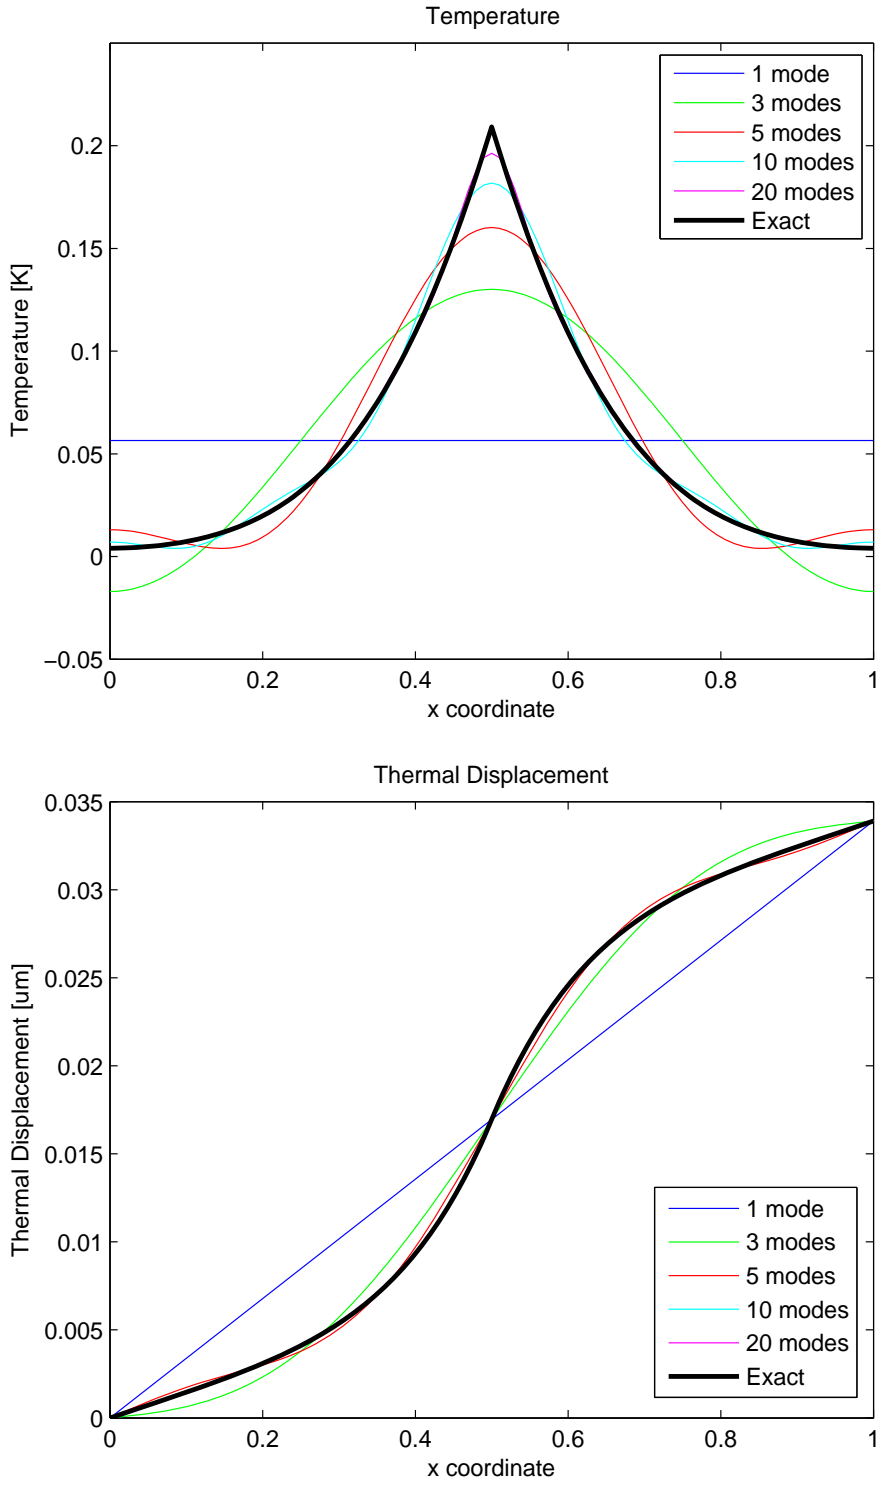 Temperature
1 mode
3 modes
5 modes
10 modes
20 modes
Exact
Temperature [K]
0.2
0.15
0.1
0.05
0
−0.05
0 0.2 0.4 0.6 0.8 1
x coordinate
Thermal Displacement
Thermal Displacement [um]
0.035
0.03
0.025
0.02
0.015
0.01
0.005
0
1 mode
3 modes
5 modes
10 modes
20 modes
Exact
0 0.2 0.4 0.6 0.8 1
x coordinate